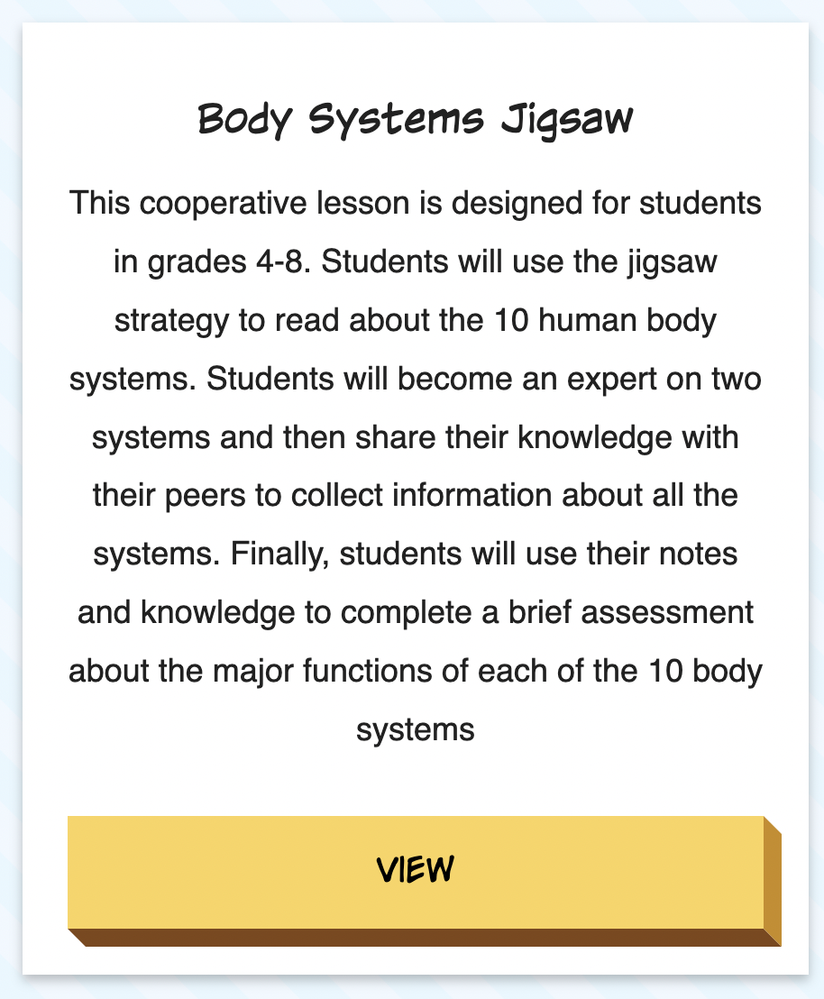 Body Systems Jigsaw
This cooperative lesson is designed for students
in grades 4-8. Students will use the jigsaw
strategy to read about the 10 human body
systems. Students will become an expert on two
systems and then share their knowledge with
their peers to collect information about all the
systems. Finally, students will use their notes
and knowledge to complete a brief assessment
about the major functions of each of the 10 body
systems
VIEW